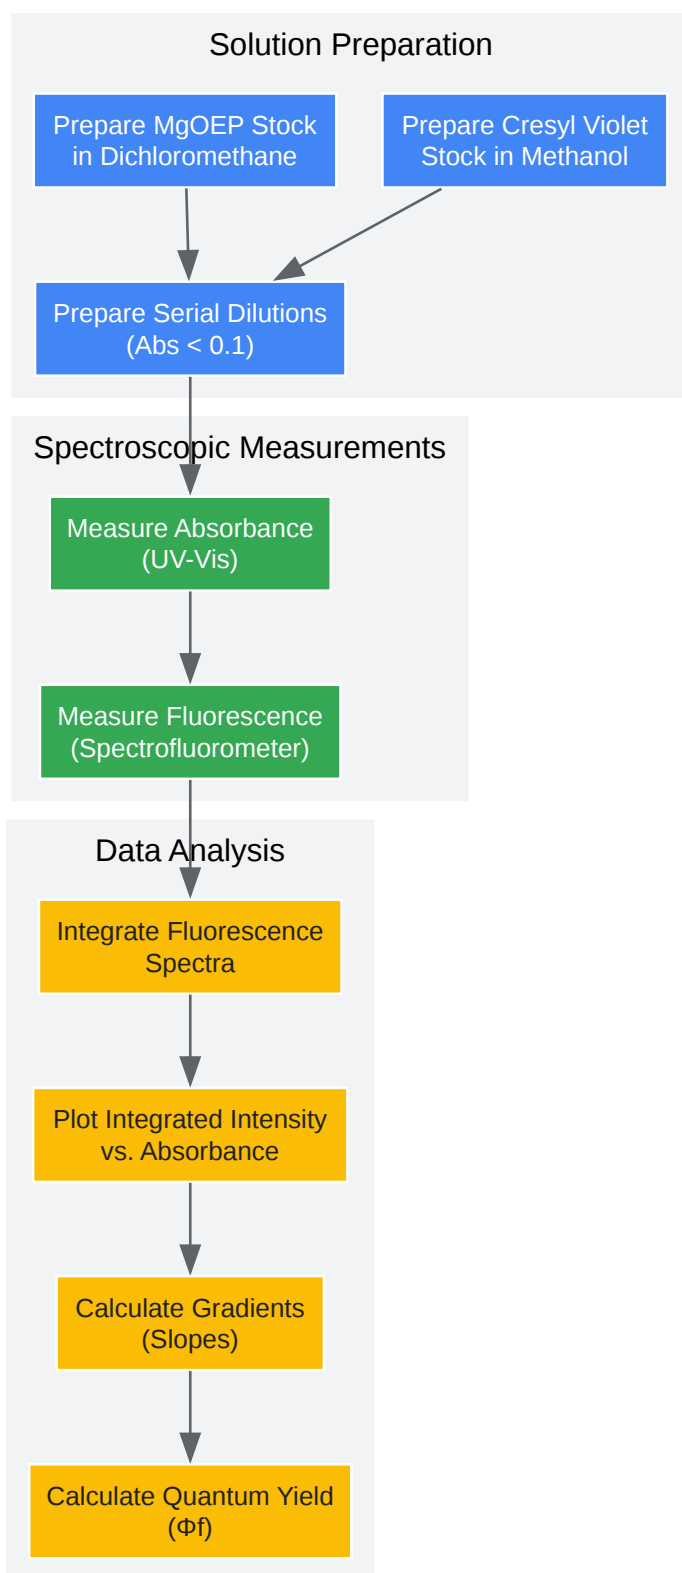 Solution Preparation
Prepare MgOEP Stock
in Dichloromethane
Prepare Cresyl Violet
Stock in Methanol
Prepare Serial Dilutions
(Abs < 0.1)
Spectroscopic Measurements
Measure Absorbance
(UV-Vis)
Measure Fluorescence
(Spectrofluorometer)
Data Analysis
Integrate Fluorescence
Spectra
Plot Integrated Intensity
vs. Absorbance
Calculate Gradients
(Slopes)
Calculate Quantum Yield
(Φf)